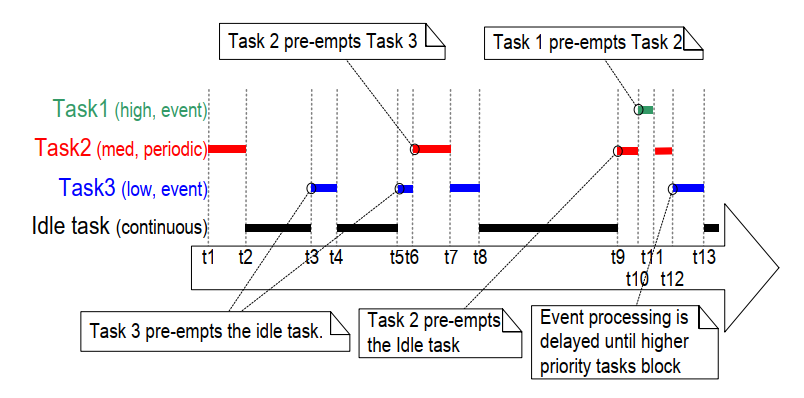 Task 2 pre-empts Task 3
Task 1 pre-empts Task 2
Task1 (high, event)
Task2 (med, periodic)
Task3 (low, event)
Idle task (continuous)
t1 t2 t3 t4 t5 t6 t7 t8 t9 t11 t13
t10 t12
Task 3 pre-empts the idle task.
Task 2 pre-empts
the Idle task
Event processing is
delayed until higher
priority tasks block